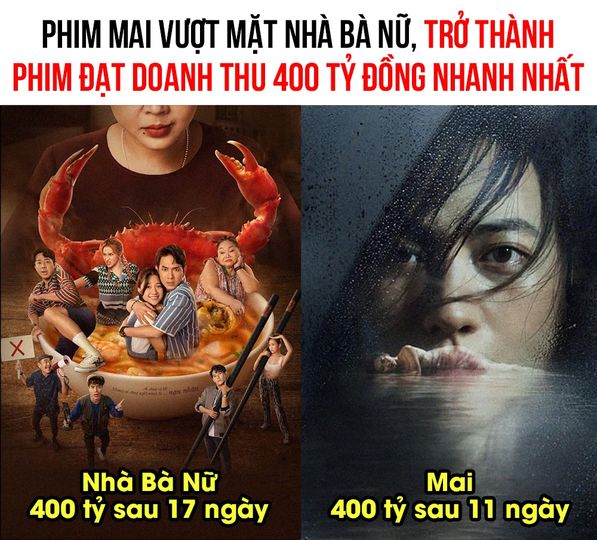 PHIM MAI VƯỢT MẶT NHÀ BÀ NỮ, TRỞ THÀNH
PHIM ĐẠT DOANH THU 400 TỶ ĐỒNG NHANH NHẤT
X
Nhà Bà Nữ
400 tỷ sau 17 ngày
Mai
400 tỷ sau 11 ngày